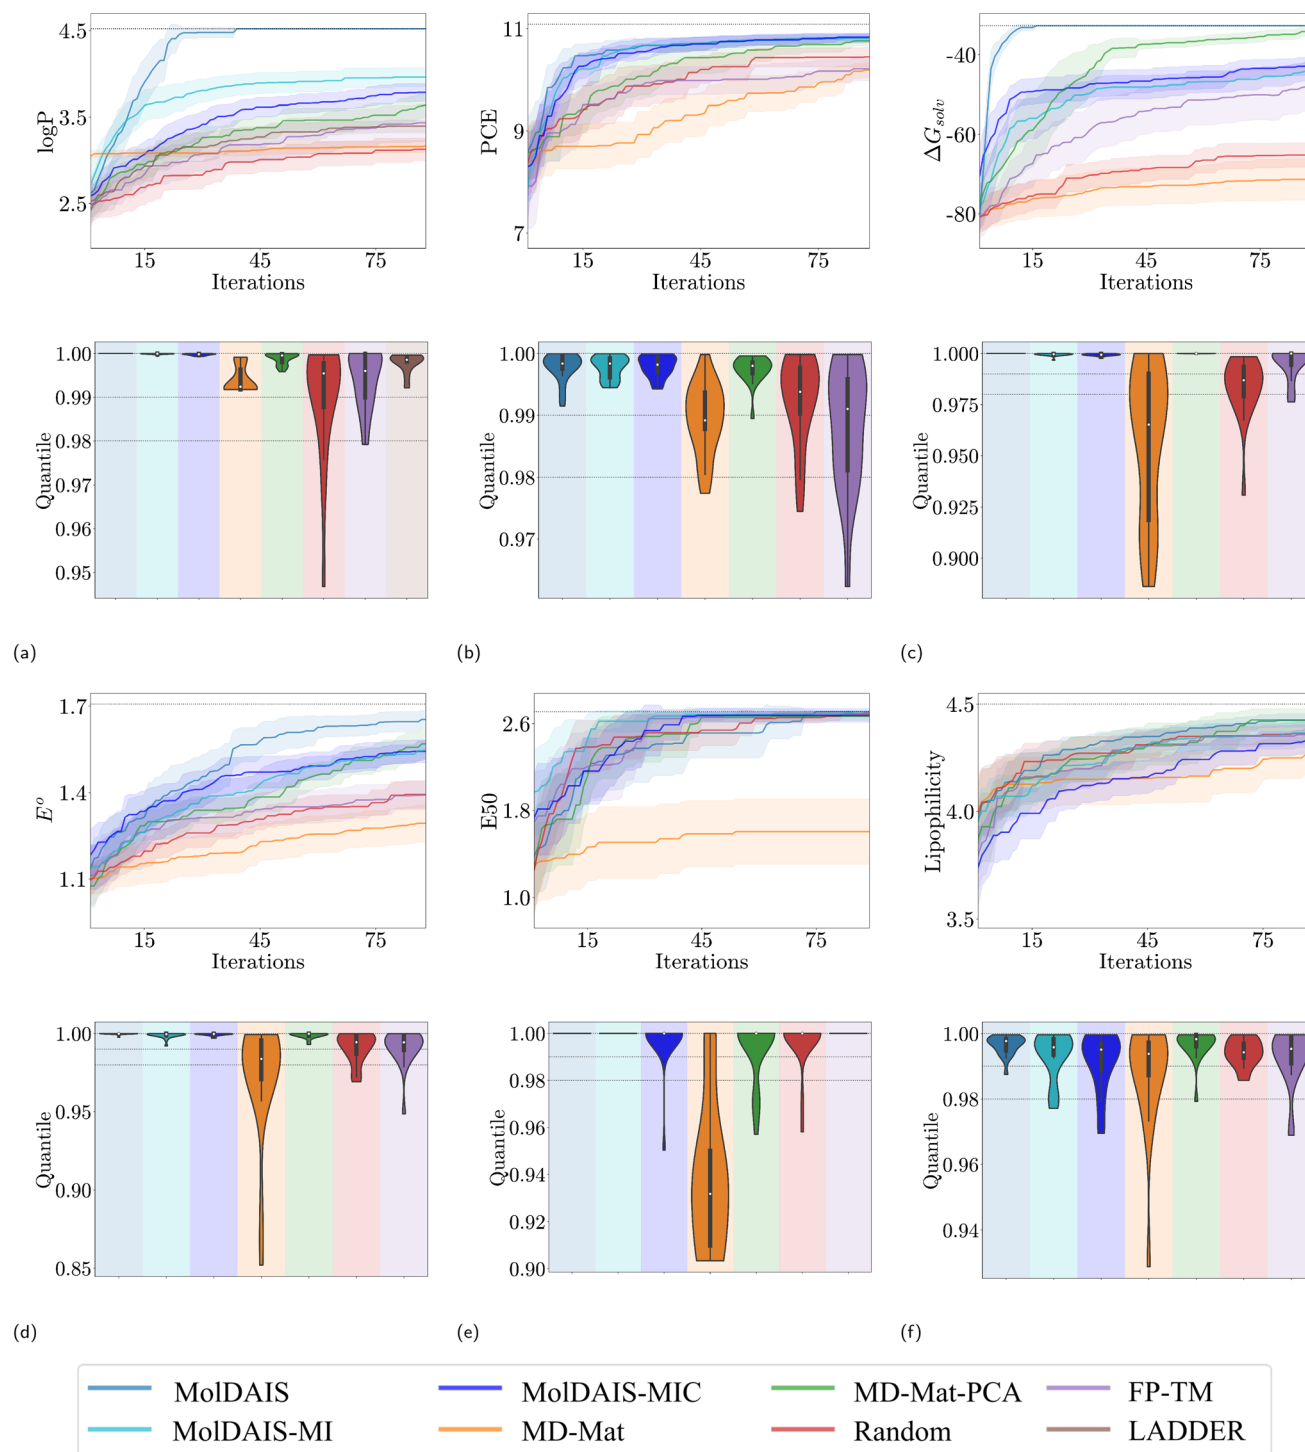 4.5
3.5
2.5
logP
15 45 75
Iterations
11
9
7
PCE
15 45 75
Iterations
-40
-60
-80
ΔG_solv
15 45 75
Iterations
1.00
0.99
0.98
0.97
0.96
0.95
Quantile
1.00
0.99
0.98
0.97
Quantile
1.000
0.975
0.950
0.925
0.900
Quantile
(a)
(b)
(c)
1.7
1.4
1.1
E^o
15 45 75
Iterations
2.6
1.8
1.0
E50
15 45 75
Iterations
4.5
4.0
3.5
Lipophilicity
15 45 75
Iterations
1.00
0.95
0.90
0.85
Quantile
1.00
0.98
0.96
0.94
0.92
0.90
Quantile
1.00
0.98
0.96
0.94
Quantile
(d)
(e)
(f)
MolDAIS MolDAIS-MIC MD-Mat-PCA FP-TM
MolDAIS-MI MD-Mat Random LADDER